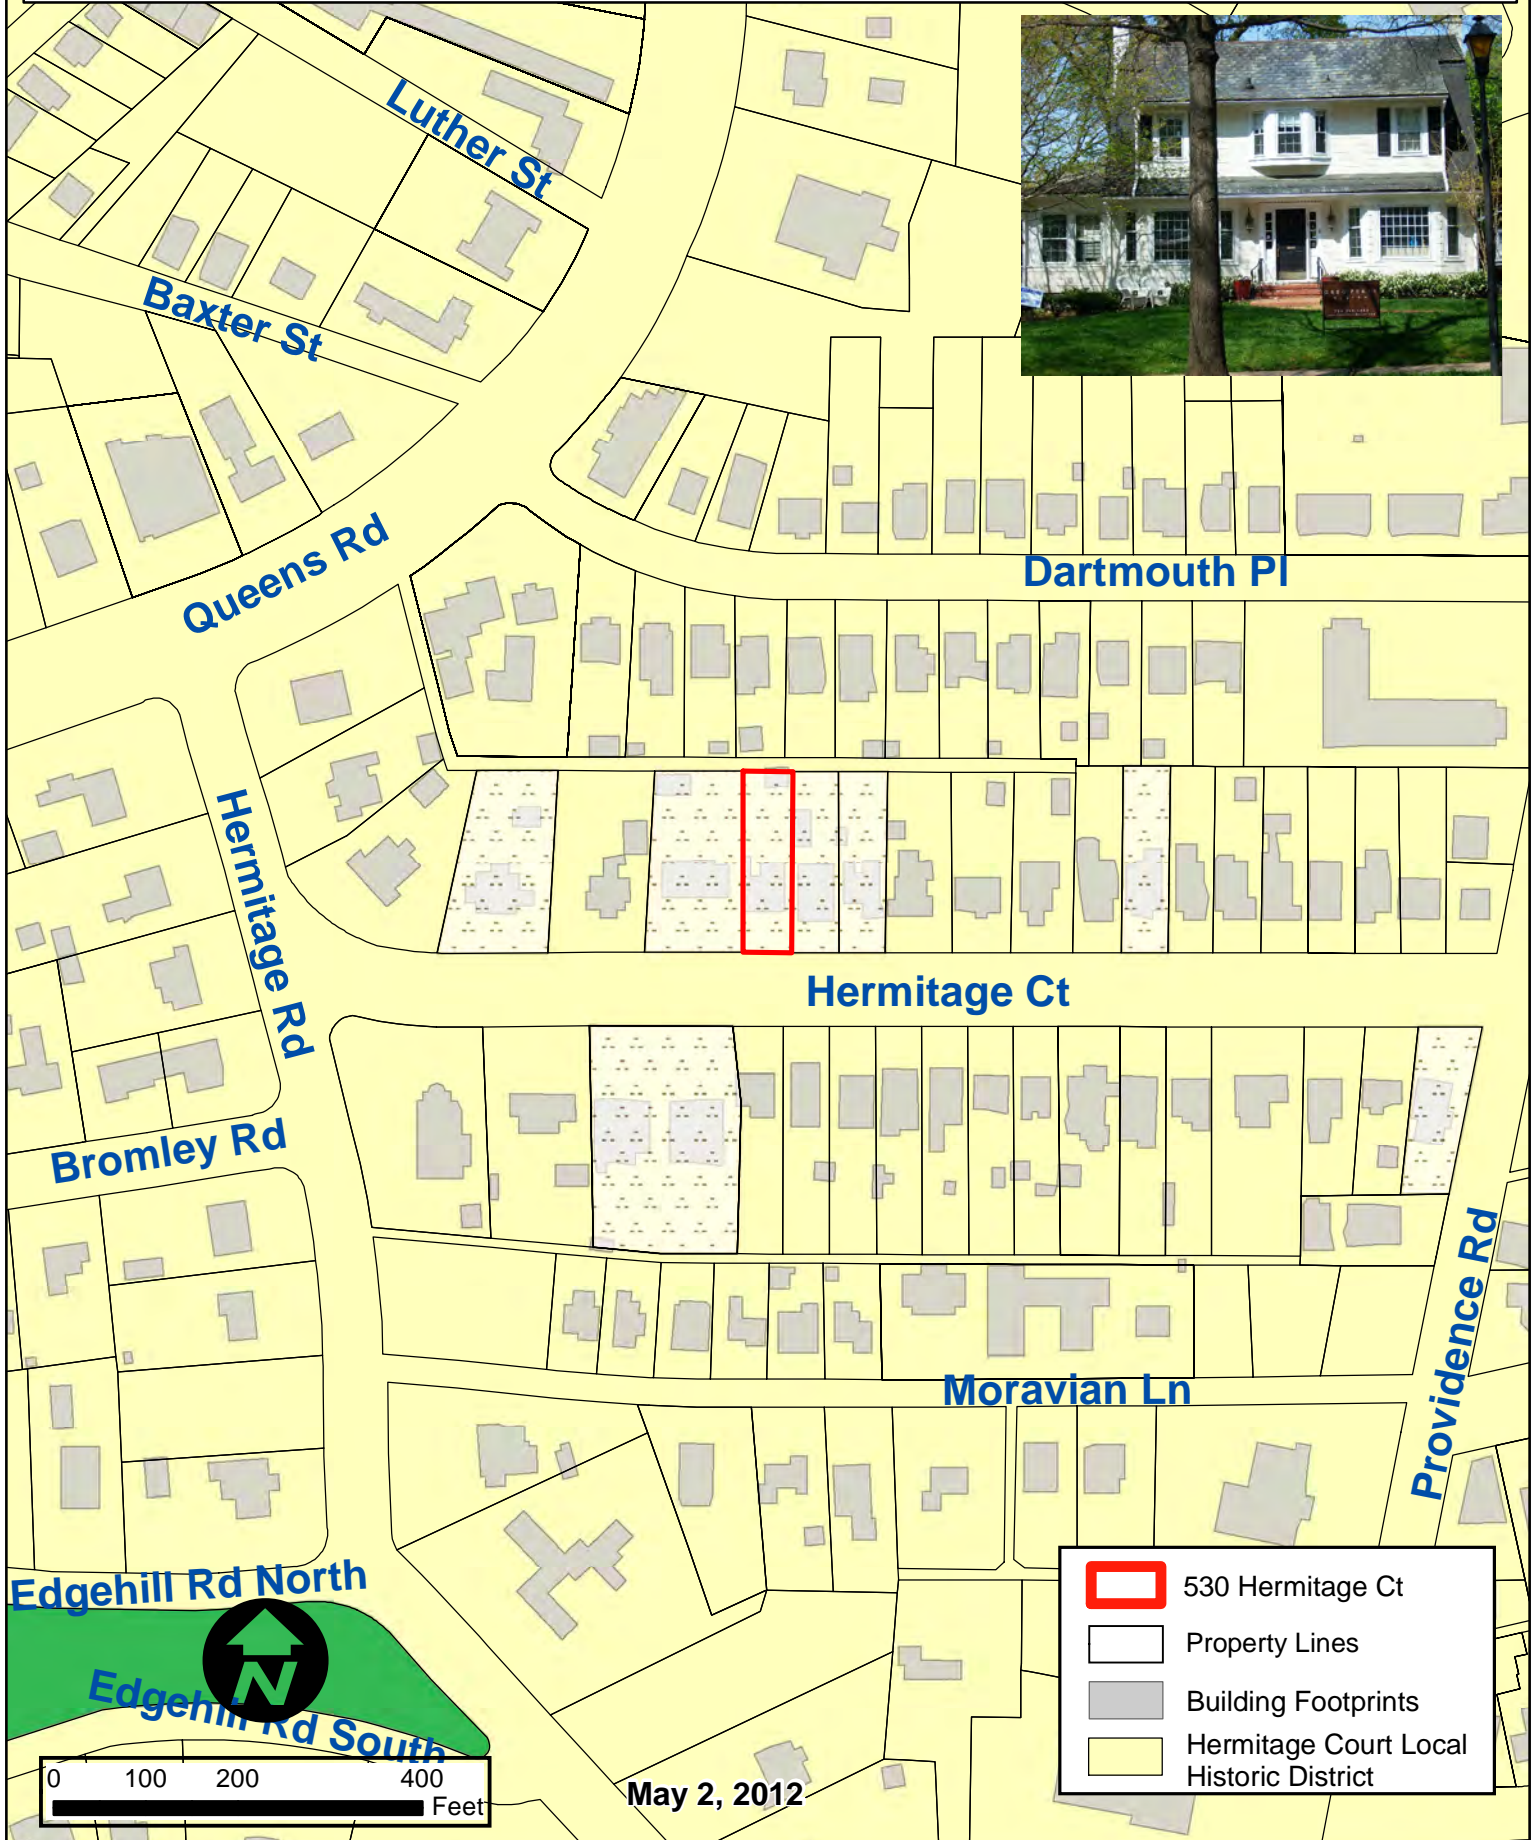 Luther St
Baxter St
Queens Rd
Dartmouth Pl
Hermitage Rd
Hermitage Ct
Bromley Rd
Moravian Ln
Providence Rd
Edgehill Rd North
N
Edgehill Rd South
530 Hermitage Ct
Property Lines
Building Footprints
Hermitage Court Local
Historic District
0 100 200 400
Feet
May 2, 2012